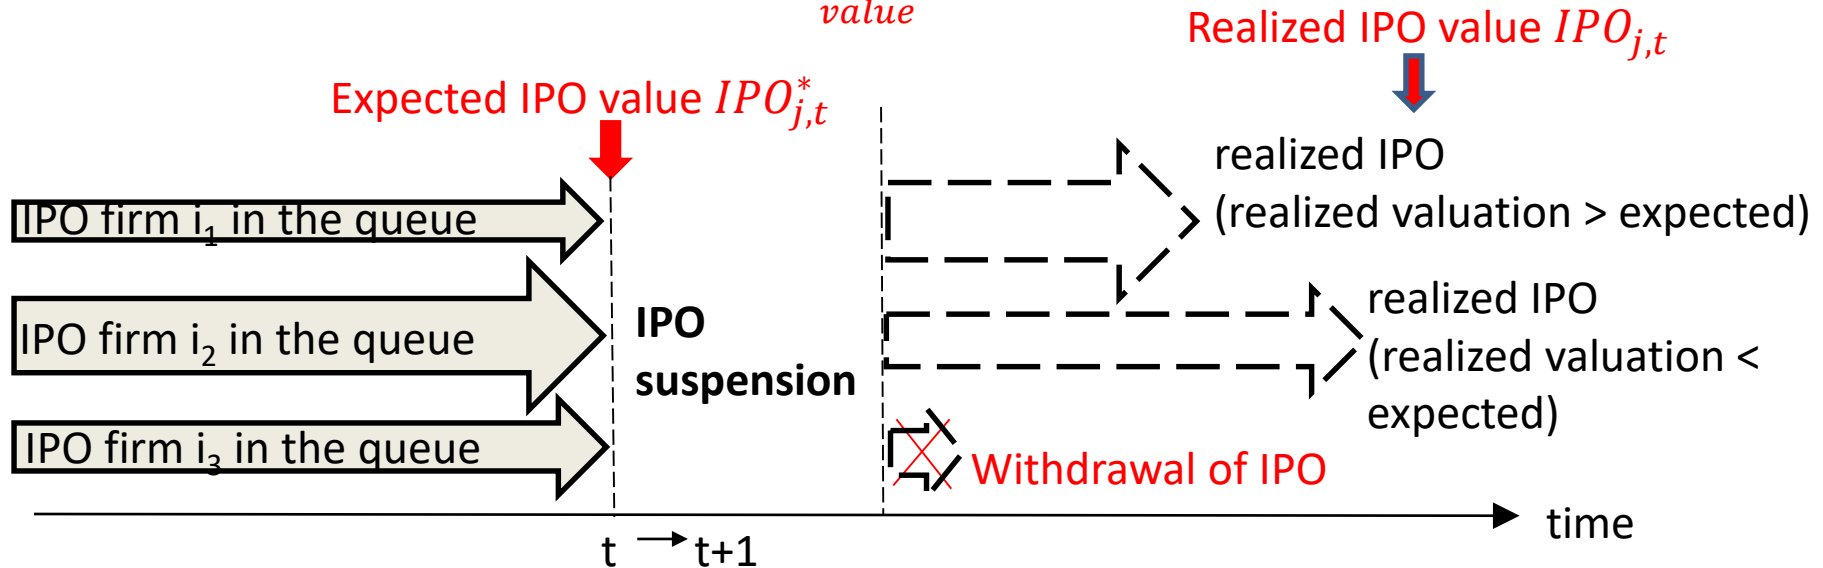 value
Realized IPO value $IPO_{j,t}$
Expected IPO value $IPO^{*}_{j,t}$
realized IPO
(realized valuation > expected)
IPO firm i₁ in the queue
realized IPO
(realized valuation <
expected)
IPO
suspension
IPO firm i₂ in the queue
IPO firm i₃ in the queue
Withdrawal of IPO
time
t → t+1